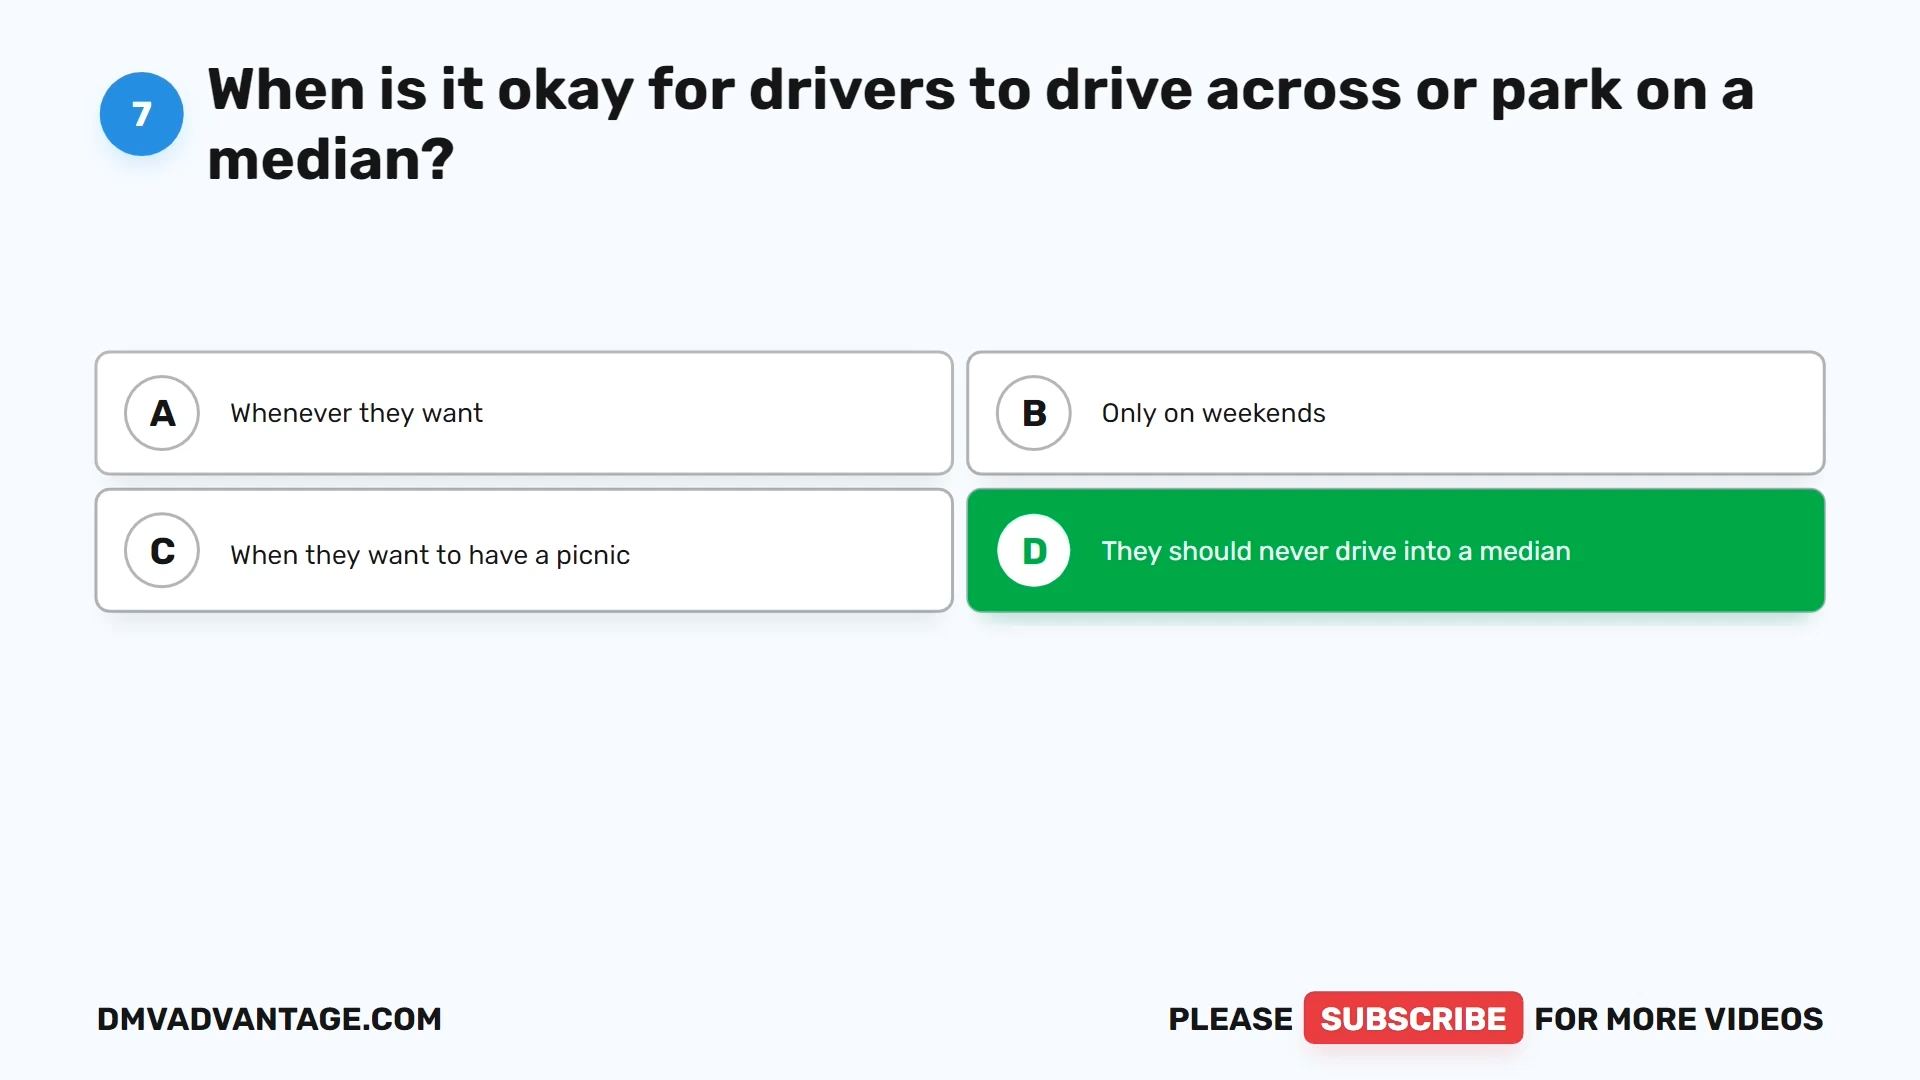 7
When is it okay for drivers to drive across or park on a
median?
A
Whenever they want
B
Only on weekends
C
When they want to have a picnic
D
They should never drive into a median
DMVADVANTAGE.COM
PLEASE SUBSCRIBE FOR MORE VIDEOS